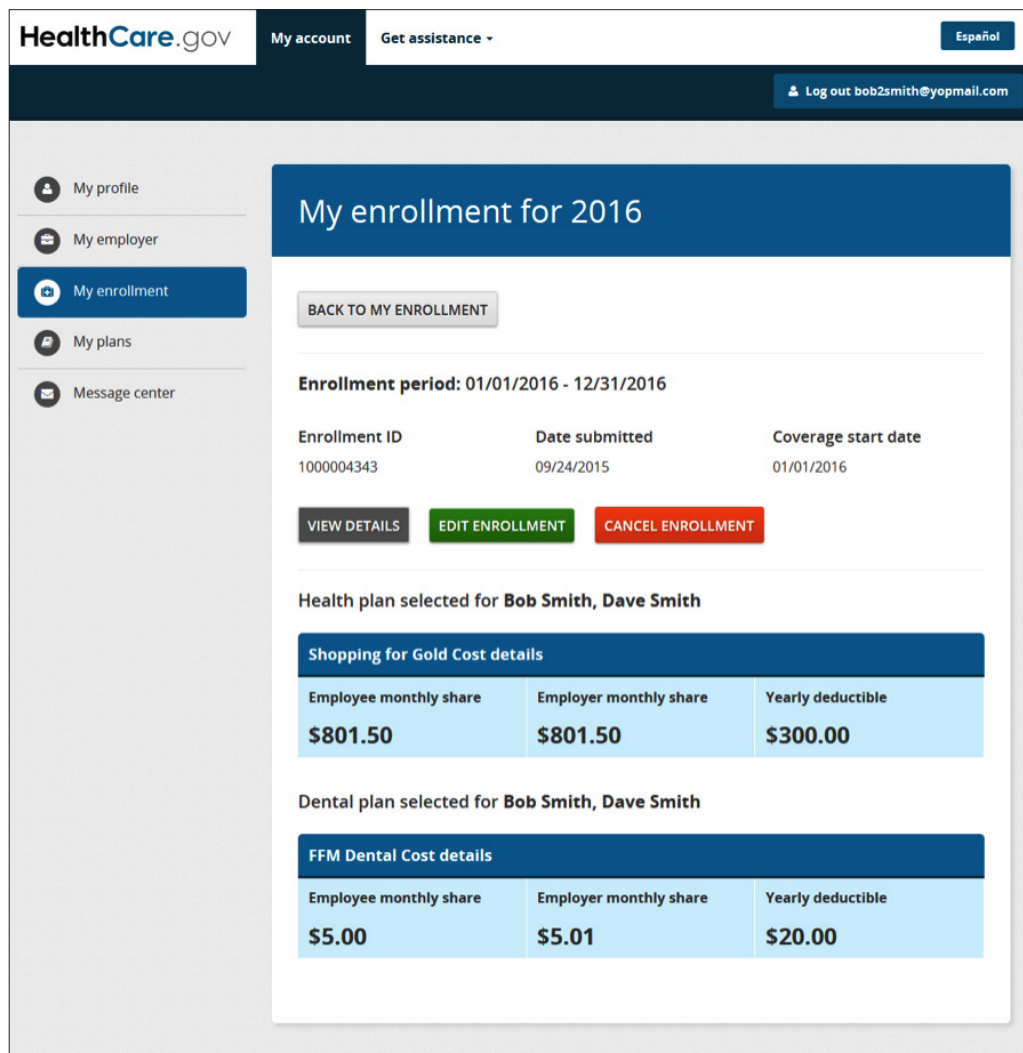 HealthCare.gov My account Get assistance Español
Log out bob2smith@yopmail.com
My profile
My employer
My enrollment
My plans
Message center
My enrollment for 2016
BACK TO MY ENROLLMENT
Enrollment period: 01/01/2016 - 12/31/2016
Enrollment ID Date submitted Coverage start date
1000004343 09/24/2015 01/01/2016
VIEW DETAILS EDIT ENROLLMENT CANCEL ENROLLMENT
Health plan selected for Bob Smith, Dave Smith
Shopping for Gold Cost details
Employee monthly share Employer monthly share Yearly deductible
$801.50 $801.50 $300.00
Dental plan selected for Bob Smith, Dave Smith
FFM Dental Cost details
Employee monthly share Employer monthly share Yearly deductible
$5.00 $5.01 $20.00